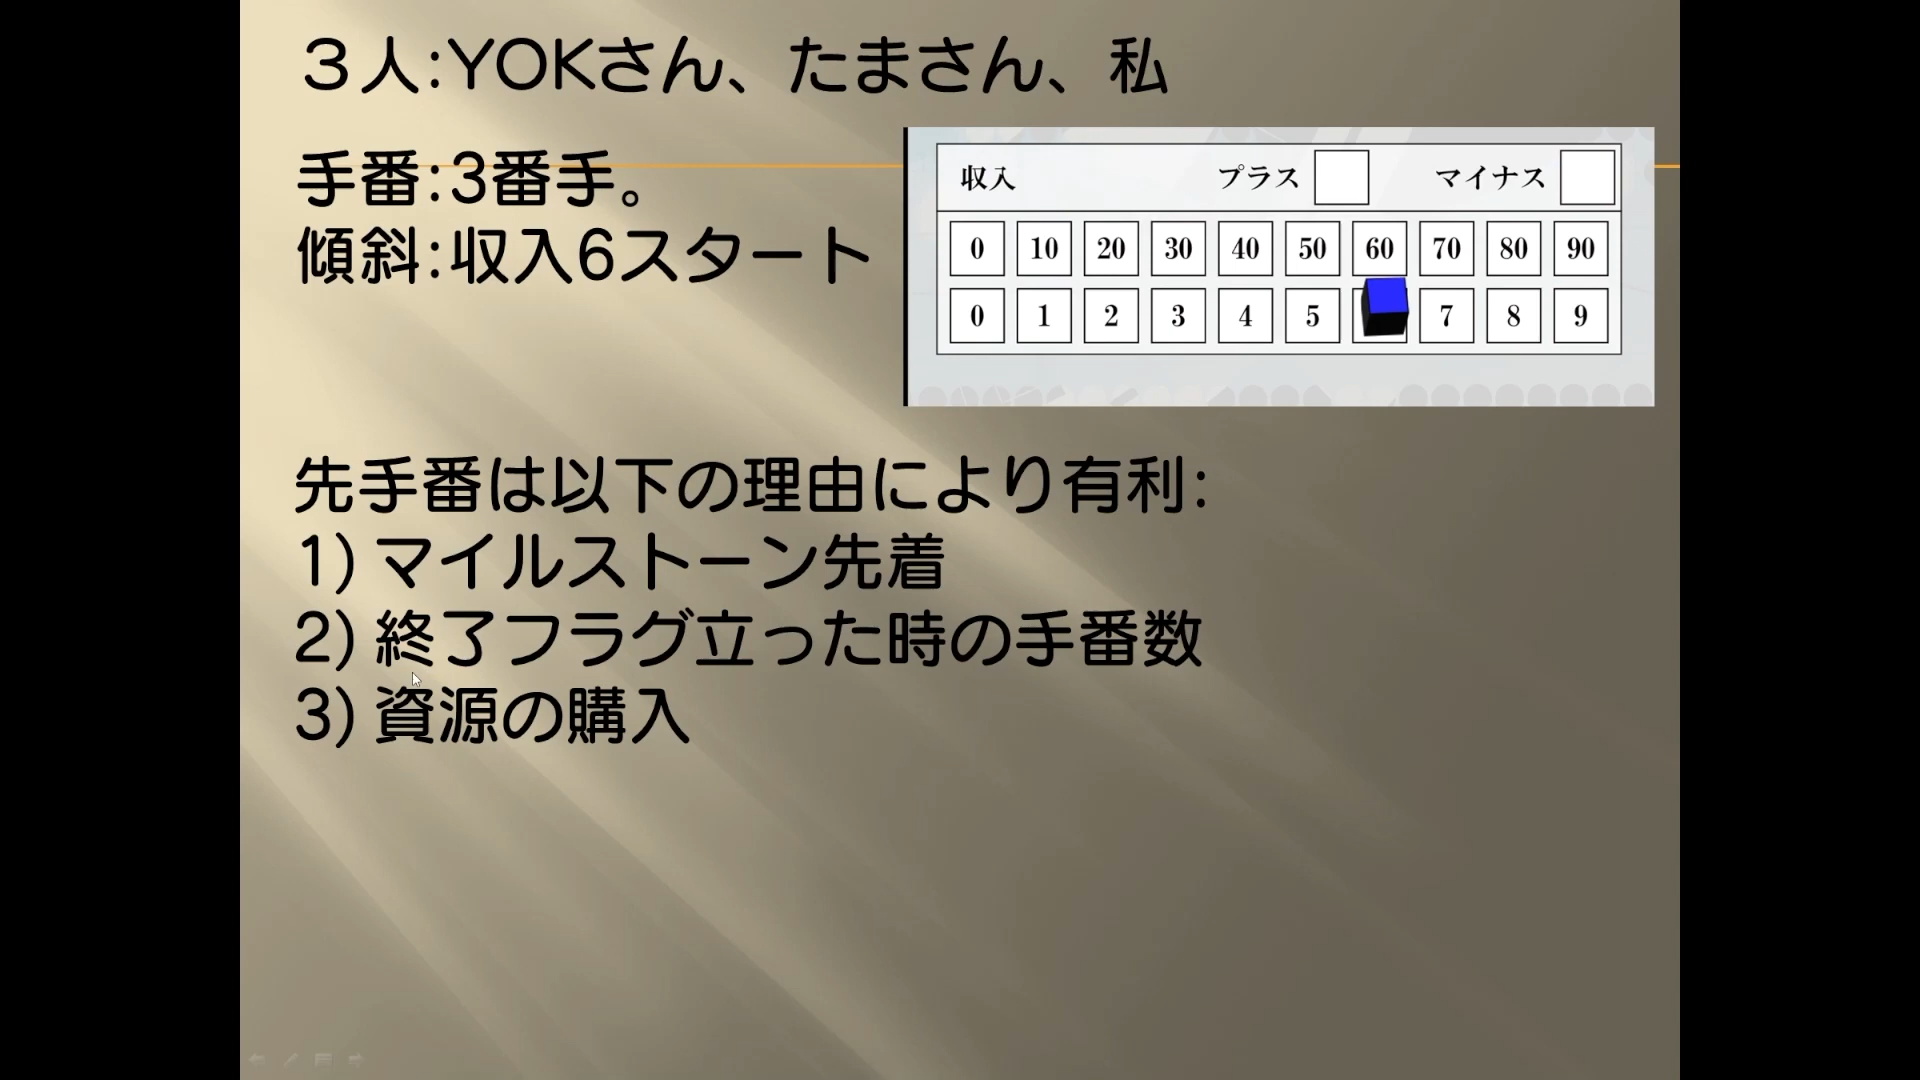 ３人:YOKさん、たまさん、私
手番:3番手。
傾斜:収入6スタート
収入 プラス マイナス
0 10 20 30 40 50 60 70 80 90
0 1 2 3 4 5 7 8 9
先手番は以下の理由により有利:
1) マイルストーン先着
2) 終了フラグ立った時の手番数
3) 資源の購入